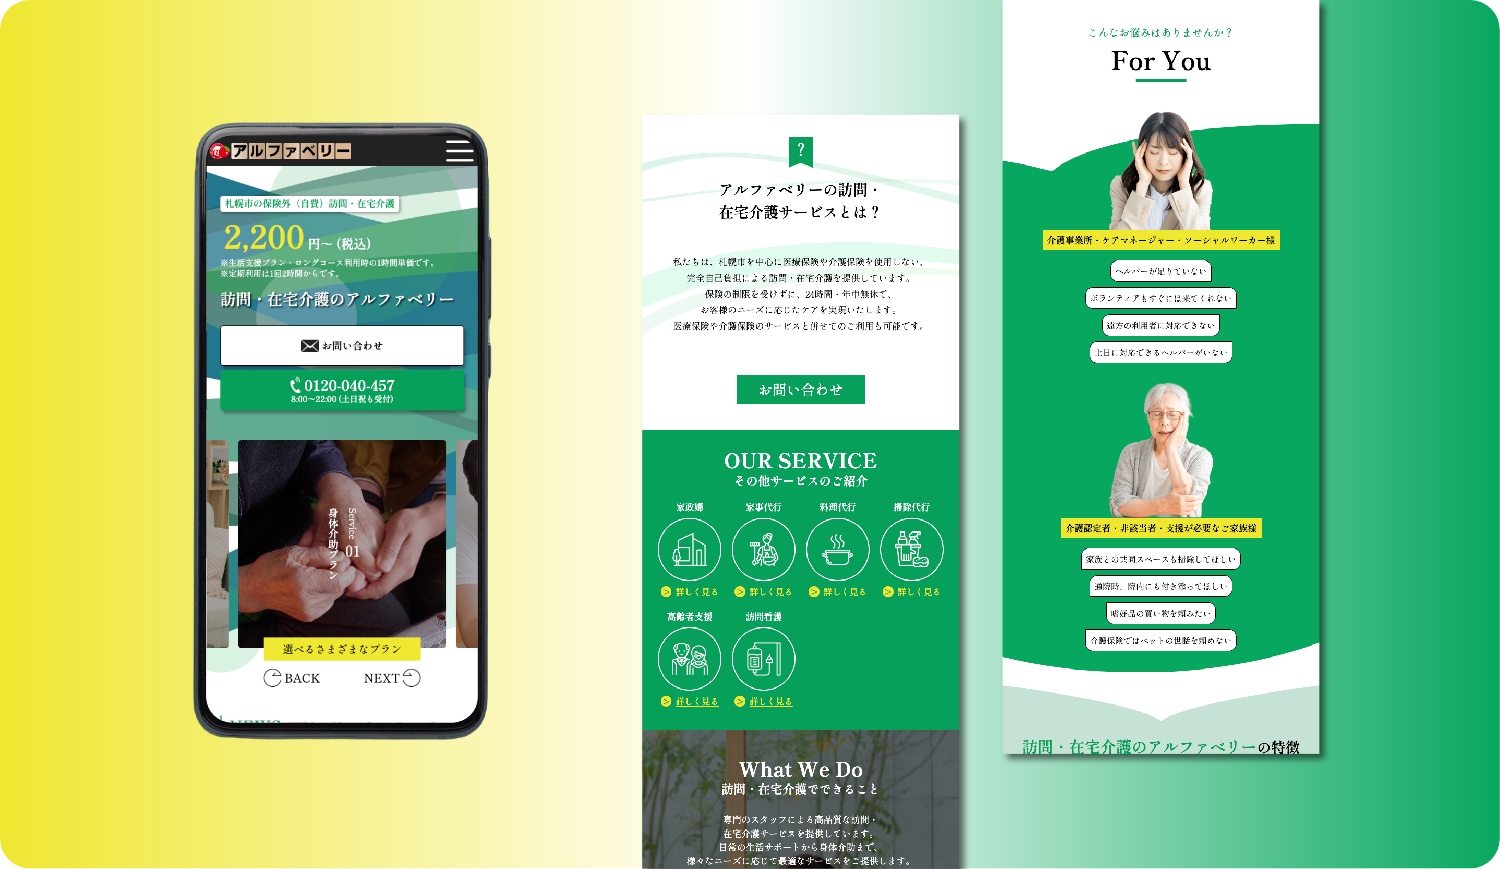 アルファベリー
札幌市の保険外（自費）訪問・在宅介護
2,200円〜（税込）
※生活支援プラン・ロングコース利用時の1時間単価です。
※定期利用は1回2時間からです。
訪問・在宅介護のアルファベリー
お問い合わせ
0120-040-457
8:00〜22:00 (土日祝も受付)
Service 01
身体介助プラン
選べるさまざまなプラン
BACK NEXT
NEWS
?
アルファベリーの訪問・
在宅介護サービスとは？
私たちは、札幌市を中心に医療保険や介護保険を使用しない、
完全自己負担による訪問・在宅介護を提供しています。
保険の制限を受けずに、24時間・年中無休で、
お客様のニーズに応じたケアを実現いたします。
医療保険や介護保険のサービスと併せてのご利用も可能です。
お問い合わせ
OUR SERVICE
その他サービスのご紹介
家政婦 家事代行 料理代行 掃除代行
詳しく見る 詳しく見る 詳しく見る 詳しく見る
高齢者支援 訪問看護
詳しく見る 詳しく見る
What We Do
訪問・在宅介護でできること
専門のスタッフによる高品質な訪問・
在宅介護サービスを提供しています。
日常の生活サポートから身体介助まで、
様々なニーズに応じて最適なサービスをご提供します。
こんなお悩みはありませんか？
For You
介護事業所・ケアマネージャー・ソーシャルワーカー様
ヘルパーが足りていない
ボランティアもすぐには来てくれない
遠方の利用者に対応できない
土日に対応できるヘルパーがいない
介護認定者・非該当者・支援が必要なご家族様
家族との共同スペースも掃除してほしい
通院時、院内にも付き添ってほしい
嗜好品の買い物を頼みたい
介護保険ではペットの世話を頼めない
訪問・在宅介護のアルファベリーの特徴